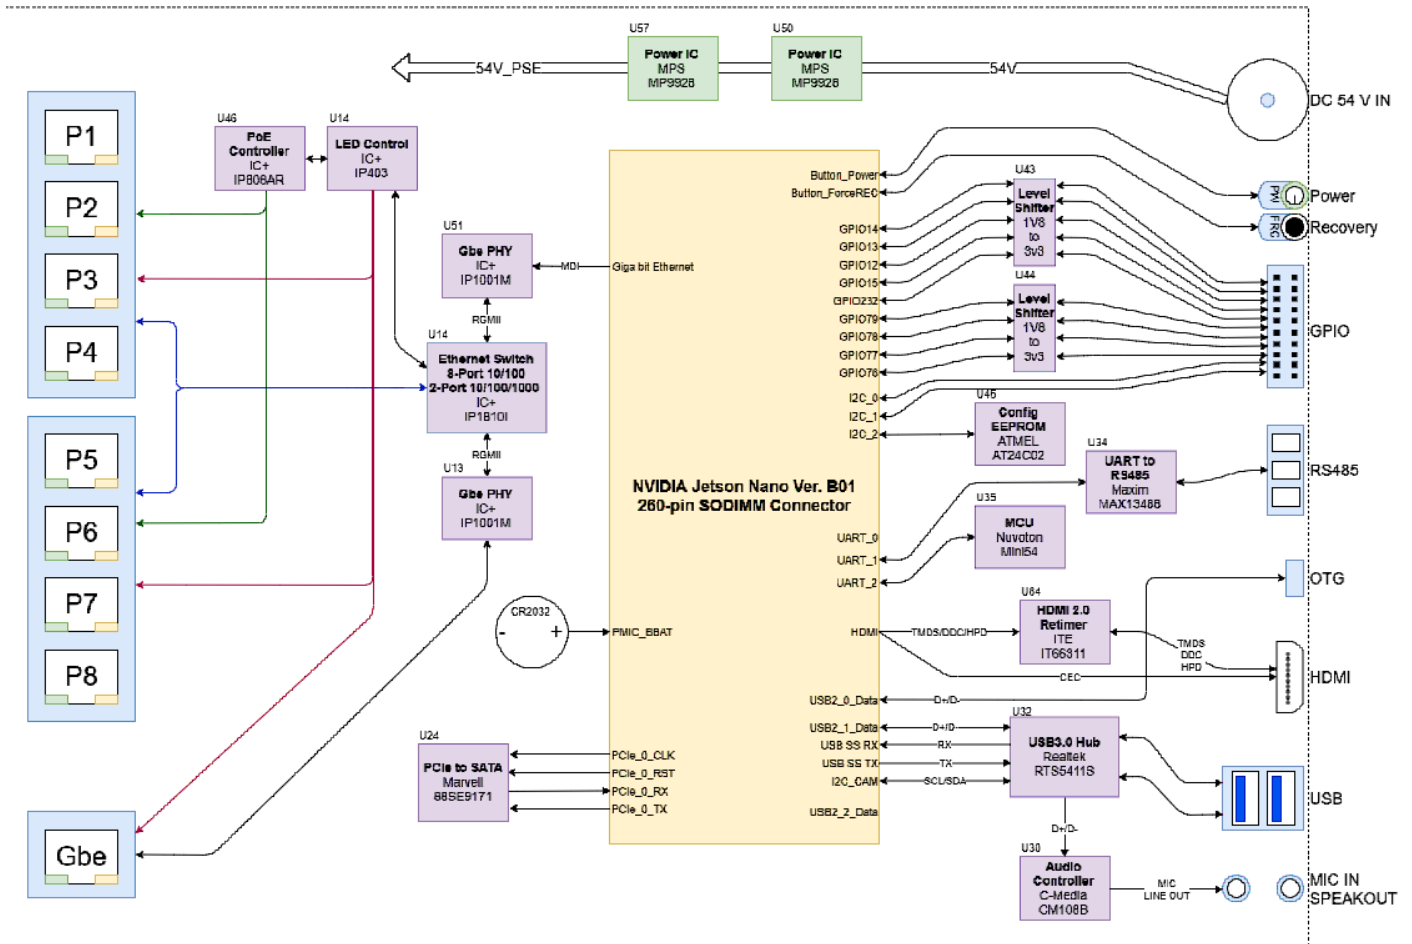 U57
Power IC
MPS
MP9928
U50
Power IC
MPS
MP9928
54V_PSE
54V
DC 54 V IN
P1
P2
P3
P4
P5
P6
P7
P8
Gbe
U46
PoE
Controller
IC+
IP808AR
U14
LED Control
IC+
IP403
U51
Gbe PHY
IC+
IP1001M
MDI
RGMII
U14
Ethernet Switch
8-Port 10/100
2-Port 10/100/1000
IC+
IP1810I
RGMII
U13
Gbe PHY
IC+
IP1001M
CR2032
- +
U24
PCIe to SATA
Marvell
88SE9171
Giga bit Ethernet
PMIC_BBAT
PCIe_0_CLK
PCIe_0_RST
PCIe_0_RX
PCIe_0_TX
NVIDIA Jetson Nano Ver. B01
260-pin SODIMM Connector
Button_Power
Button_ForceREC
GPIO14
GPIO13
GPIO12
GPIO15
GPIO232
GPIO79
GPIO78
GPIO77
GPIO76
I2C_0
I2C_1
I2C_2
UART_0
UART_1
UART_2
HDMI
USB2_0_Data
USB2_1_Data
USB SS RX
USB SS TX
I2C_CAM
USB2_2_Data
U43
Level
Shifter
1V8
to
3v3
U44
Level
Shifter
1V8
to
3v3
U45
Config
EEPROM
ATMEL
AT24C02
U34
UART to
RS485
Maxim
MAX13488
U35
MCU
Nuvoton
Mini54
U64
HDMI 2.0
Retimer
ITE
IT66311
TMDS/DDC/HPD
TMDS
DDC
HPD
CEC
D+/D-
D+/D-
RX
TX
SCL/SDA
U32
USB3.0 Hub
Realtek
RTS5411S
D+/D-
U30
Audio
Controller
C-Media
CM108B
MIC
LINE OUT
PW
Power
FRC
Recovery
GPIO
RS485
OTG
HDMI
USB
MIC IN
SPEAKOUT